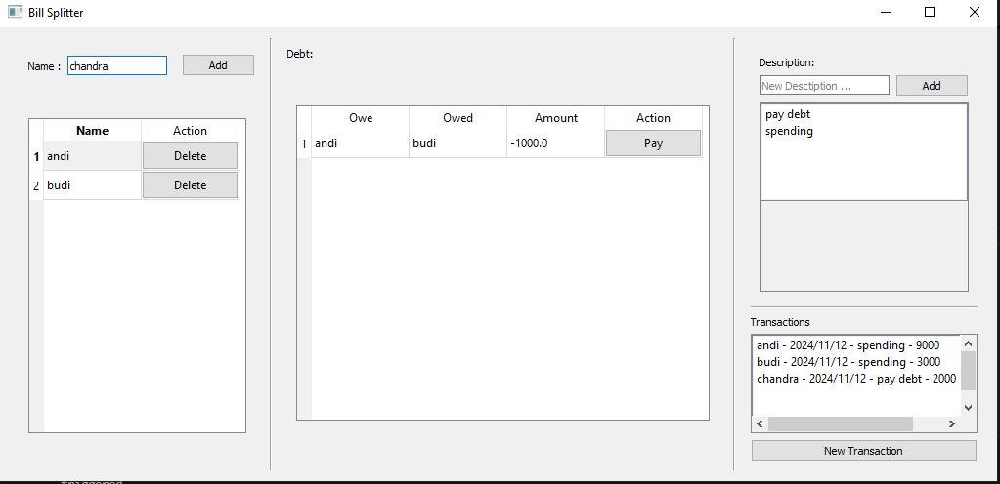 Bill Splitter
Name :
chandra
Add
Name
Action
1
andi
Delete
2
budi
Delete
Debt:
Owe
Owed
Amount
Action
1
andi
budi
-1000.0
Pay
Description:
New Desctiption ...
Add
pay debt
spending
Transactions
andi - 2024/11/12 - spending - 9000
budi - 2024/11/12 - spending - 3000
chandra - 2024/11/12 - pay debt - 2000
New Transaction